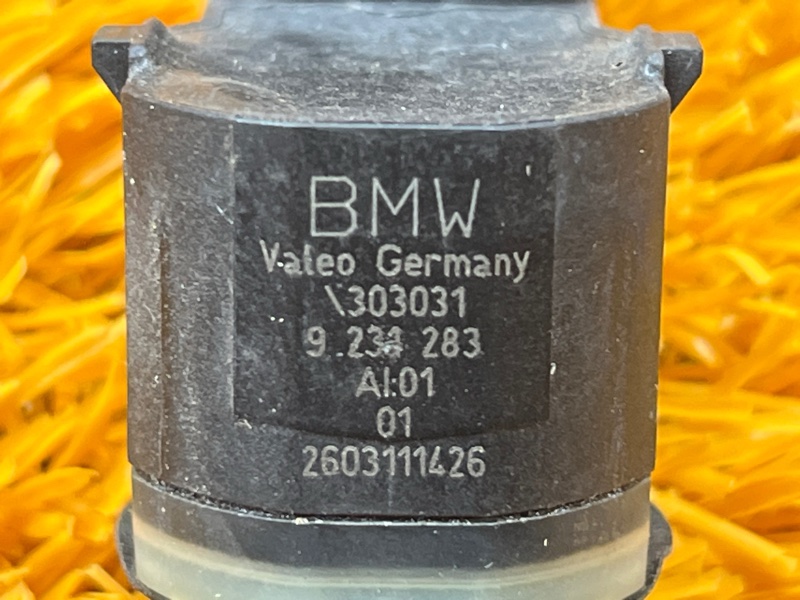 BMW
Valeo Germany
\303031
9 234 283
AI:01
01
2603111426